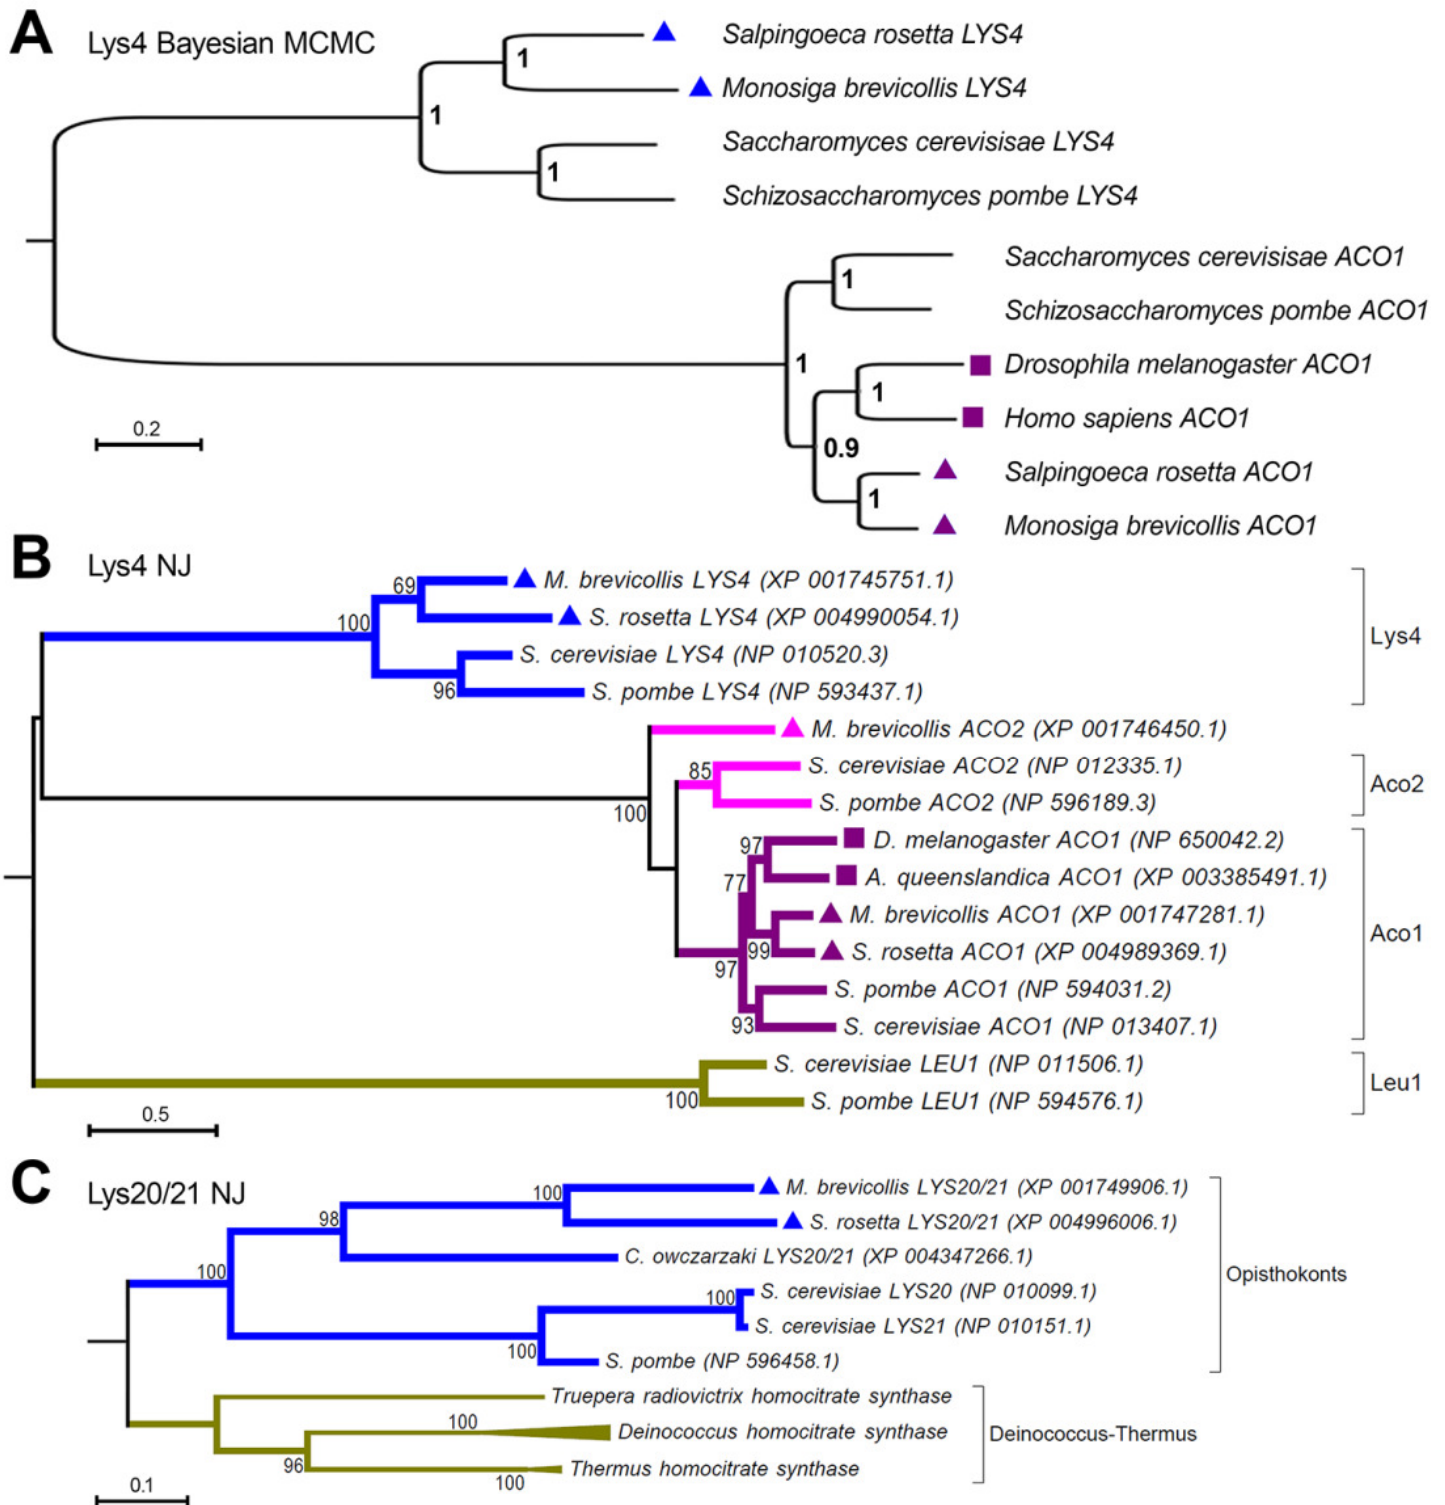 A Lys4 Bayesian MCMC
Salpingoeca rosetta LYS4
1
Monosiga brevicollis LYS4
1
Saccharomyces cerevisisae LYS4
1
Schizosaccharomyces pombe LYS4
Saccharomyces cerevisisae ACO1
1
Schizosaccharomyces pombe ACO1
1
Drosophila melanogaster ACO1
1
Homo sapiens ACO1
0.2
0.9
Salpingoeca rosetta ACO1
1
Monosiga brevicollis ACO1
B Lys4 NJ
M. brevicollis LYS4 (XP 001745751.1)
69
S. rosetta LYS4 (XP 004990054.1)
100
Lys4
S. cerevisiae LYS4 (NP 010520.3)
96
S. pombe LYS4 (NP 593437.1)
M. brevicollis ACO2 (XP 001746450.1)
S. cerevisiae ACO2 (NP 012335.1)
85
Aco2
S. pombe ACO2 (NP 596189.3)
100
D. melanogaster ACO1 (NP 650042.2)
97
A. queenslandica ACO1 (XP 003385491.1)
77
M. brevicollis ACO1 (XP 001747281.1)
Aco1
99
S. rosetta ACO1 (XP 004989369.1)
97
S. pombe ACO1 (NP 594031.2)
93
S. cerevisiae ACO1 (NP 013407.1)
S. cerevisiae LEU1 (NP 011506.1)
Leu1
100
S. pombe LEU1 (NP 594576.1)
0.5
C Lys20/21 NJ
100
M. brevicollis LYS20/21 (XP 001749906.1)
98
S. rosetta LYS20/21 (XP 004996006.1)
C. owczarzaki LYS20/21 (XP 004347266.1)
100
Opisthokonts
100
S. cerevisiae LYS20 (NP 010099.1)
S. cerevisiae LYS21 (NP 010151.1)
100
S. pombe (NP 596458.1)
Truepera radiovictrix homocitrate synthase
100
Deinococcus homocitrate synthase
Deinococcus-Thermus
96
Thermus homocitrate synthase
100
0.1